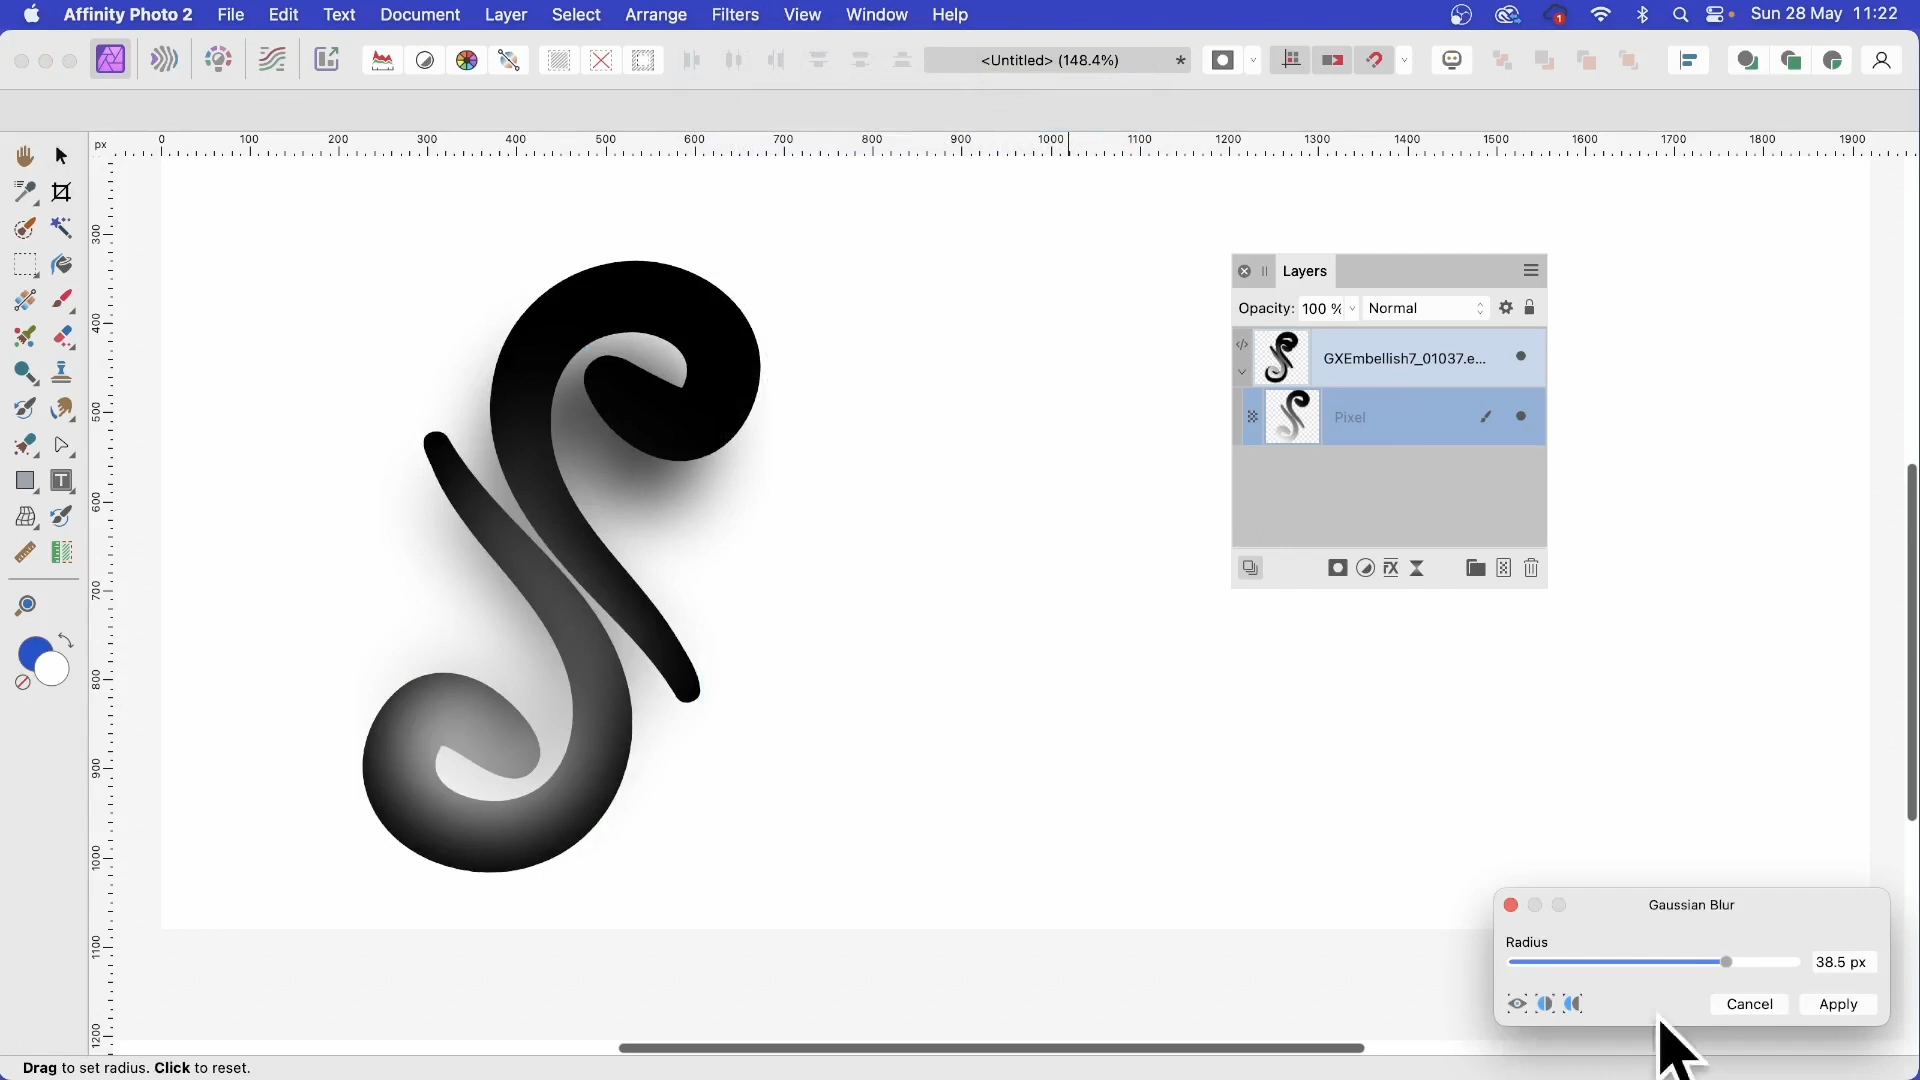 Affinity Photo 2 File Edit Text Document Layer Select Arrange Filters View Window Help 1 Sun 28 May 11:22
<Untitled> (148.4%) *
px 0 100 200 300 400 500 600 700 800 900 1000 1100 1200 1300 1400 1500 1600 1700 1800 1900
300
400
500
600
700
800
900
1000
1100
1200
Layers
Opacity: 100 % Normal
GXEmbellish7_01037.e...
Pixel
Gaussian Blur
Radius
38.5 px
Cancel Apply
Drag to set radius. Click to reset.